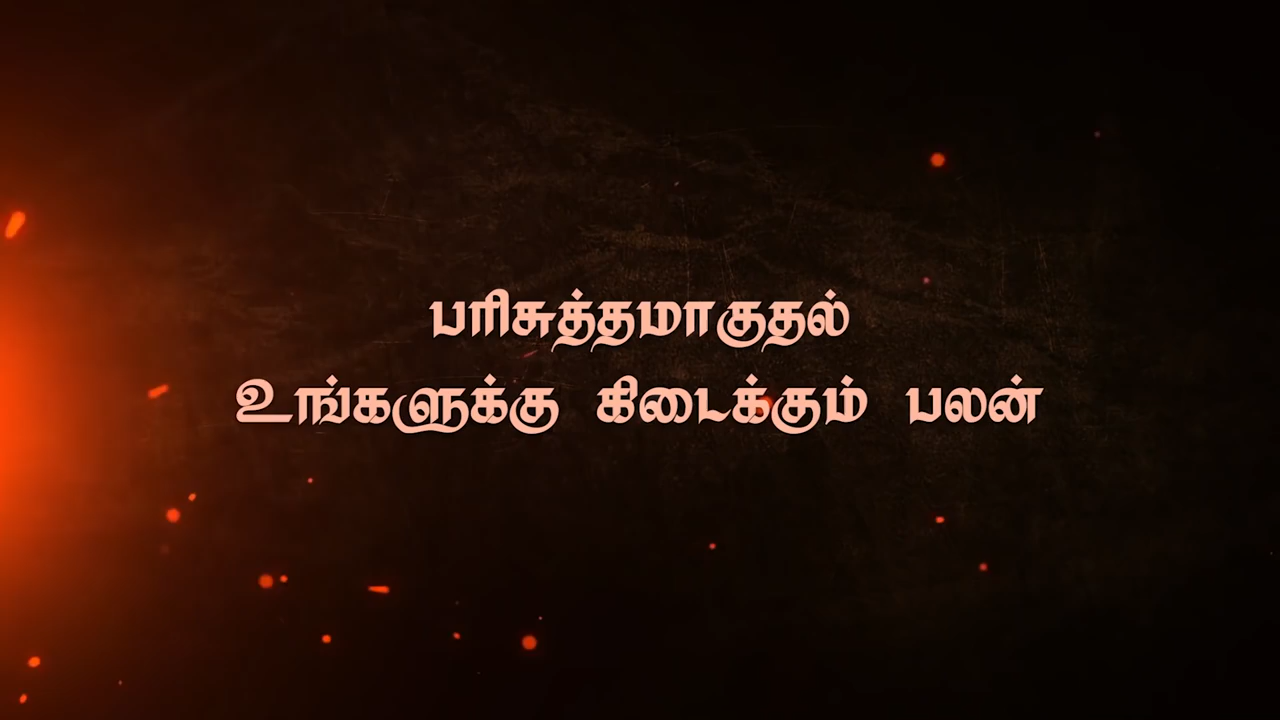 பரிசுத்தமாகுதல்
உங்களுக்கு கிடைக்கும் பலன்